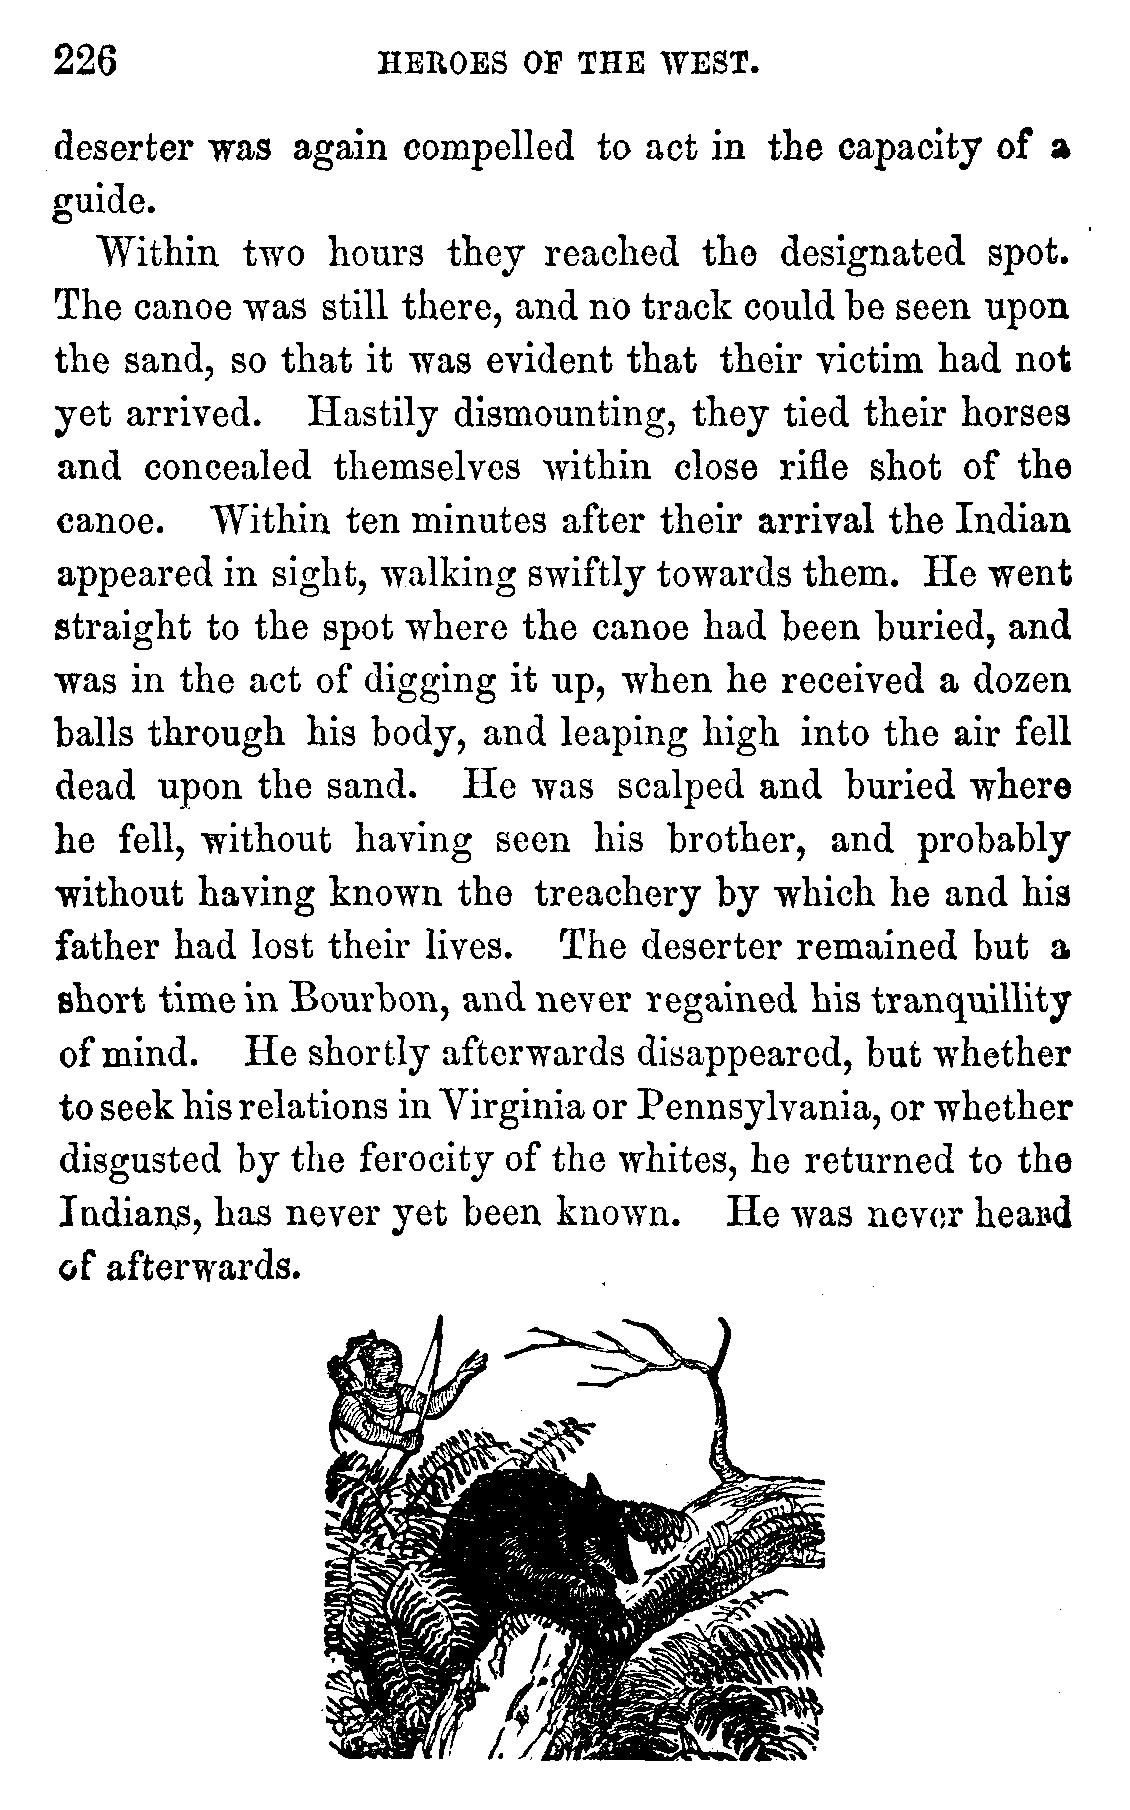 226 HEROES OF THE WEST.
deserter was again compelled to act in the capacity of a
guide.
Within two hours they reached the designated spot.
The canoe was still there, and no track could be seen upon
the sand, so that it was evident that their victim had not
yet arrived. Hastily dismounting, they tied their horses
and concealed themselves within close rifle shot of the
canoe. Within ten minutes after their arrival the Indian
appeared in sight, walking swiftly towards them. He went
straight to the spot where the canoe had been buried, and
was in the act of digging it up, when he received a dozen
balls through his body, and leaping high into the air fell
dead upon the sand. He was scalped and buried where
he fell, without having seen his brother, and probably
without having known the treachery by which he and his
father had lost their lives. The deserter remained but a
short time in Bourbon, and never regained his tranquillity
of mind. He shortly afterwards disappeared, but whether
to seek his relations in Virginia or Pennsylvania, or whether
disgusted by the ferocity of the whites, he returned to the
Indians, has never yet been known. He was never heard
of afterwards.